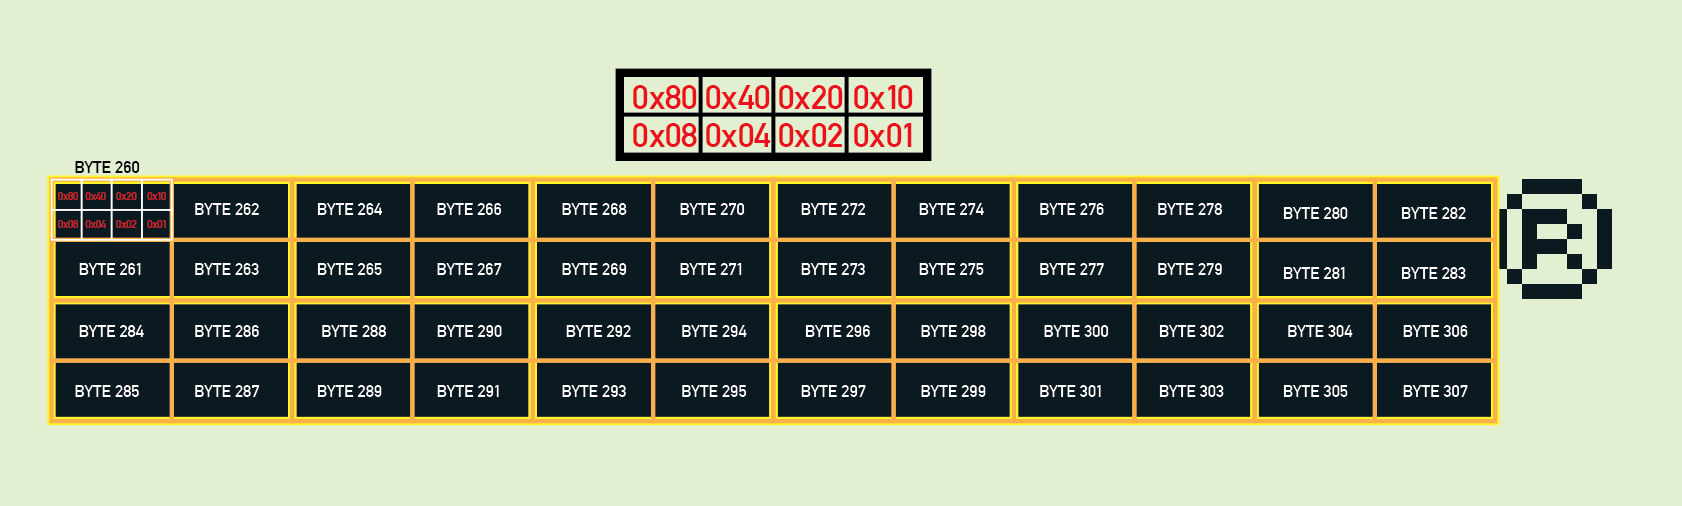 0x80 0x40 0x20 0x10
0x08 0x04 0x02 0x01
BYTE 260
0x80 0x40 0x20 0x10
0x08 0x04 0x02 0x01
BYTE 262 BYTE 264 BYTE 266 BYTE 268 BYTE 270 BYTE 272 BYTE 274 BYTE 276 BYTE 278 BYTE 280 BYTE 282
BYTE 261 BYTE 263 BYTE 265 BYTE 267 BYTE 269 BYTE 271 BYTE 273 BYTE 275 BYTE 277 BYTE 279 BYTE 281 BYTE 283
BYTE 284 BYTE 286 BYTE 288 BYTE 290 BYTE 292 BYTE 294 BYTE 296 BYTE 298 BYTE 300 BYTE 302 BYTE 304 BYTE 306
BYTE 285 BYTE 287 BYTE 289 BYTE 291 BYTE 293 BYTE 295 BYTE 297 BYTE 299 BYTE 301 BYTE 303 BYTE 305 BYTE 307
®